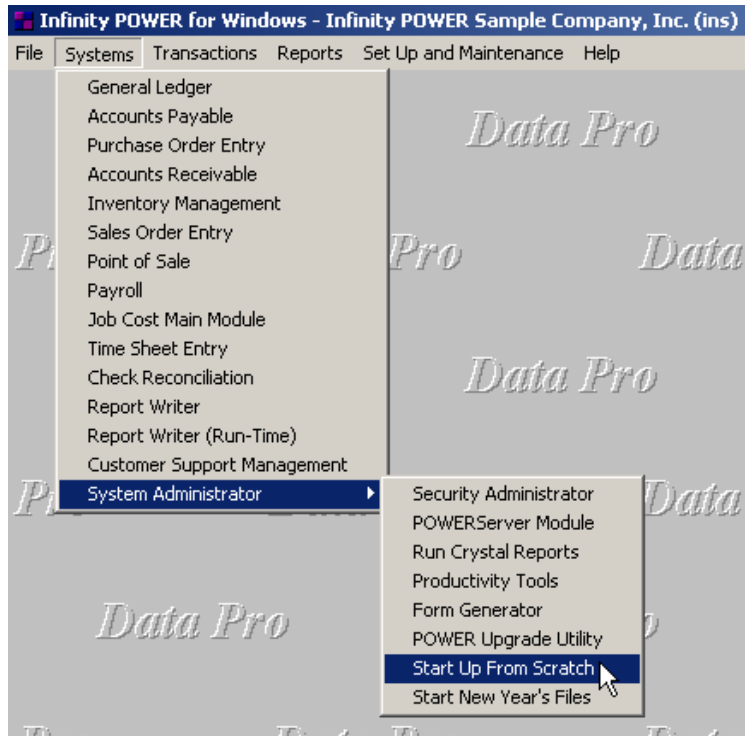 Infinity POWER for Windows - Infinity POWER Sample Company, Inc. (ins)
File Systems Transactions Reports Set Up and Maintenance Help
General Ledger
Accounts Payable
Purchase Order Entry
Accounts Receivable
Inventory Management
Sales Order Entry
Point of Sale
Payroll
Job Cost Main Module
Time Sheet Entry
Check Reconciliation
Report Writer
Report Writer (Run-Time)
Customer Support Management
System Administrator
Security Administrator
POWERServer Module
Run Crystal Reports
Productivity Tools
Form Generator
POWER Upgrade Utility
Start Up From Scratch
Start New Year's Files
Data Pro
Pro Data
Data Pro
Data
Data Pro